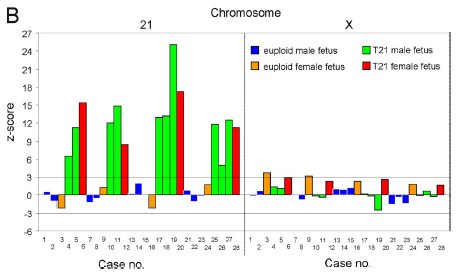 B
Chromosome
21 X
27
24
21
18
15
12
9
6
3
0
-3
-6
z-score
euploid male fetus T21 male fetus
euploid female fetus T21 female fetus
1 3 5 7 9 11 13 15 17 19 21 23 25 27 1 3 5 7 9 11 13 15 17 19 21 23 25 27
2 4 6 8 10 12 14 16 18 20 22 24 26 28 2 4 6 8 10 12 14 16 18 20 22 24 26 28
Case no. Case no.